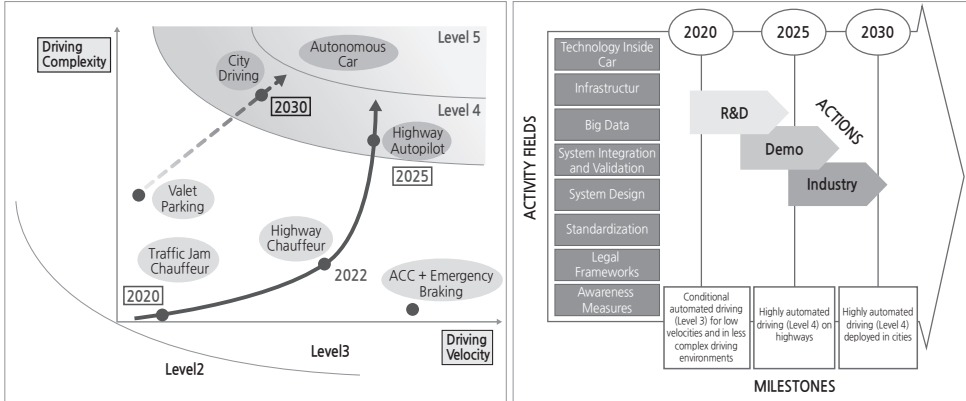 Driving
Complexity
Level 5
Autonomous
Car
City
Driving
2030
Level 4
Highway
Autopilot
2025
Valet
Parking
Highway
Chauffeur
Traffic Jam
Chauffeur
2022
ACC + Emergency
Braking
2020
Driving
Velocity
Level3
Level2
2020
2025
2030
ACTIVITY FIELDS
Technology Inside
Car
Infrastructur
Big Data
System Integration
and Validation
System Design
Standardization
Legal
Frameworks
Awareness
Measures
R&D
Demo
Industry
ACTIONS
Conditional
automated driving
(Level 3) for low
velocities and in less
complex driving
environments
Highly automated
driving (Level 4) on
highways
Highly automated
driving (Level 4)
deployed in cities
MILESTONES